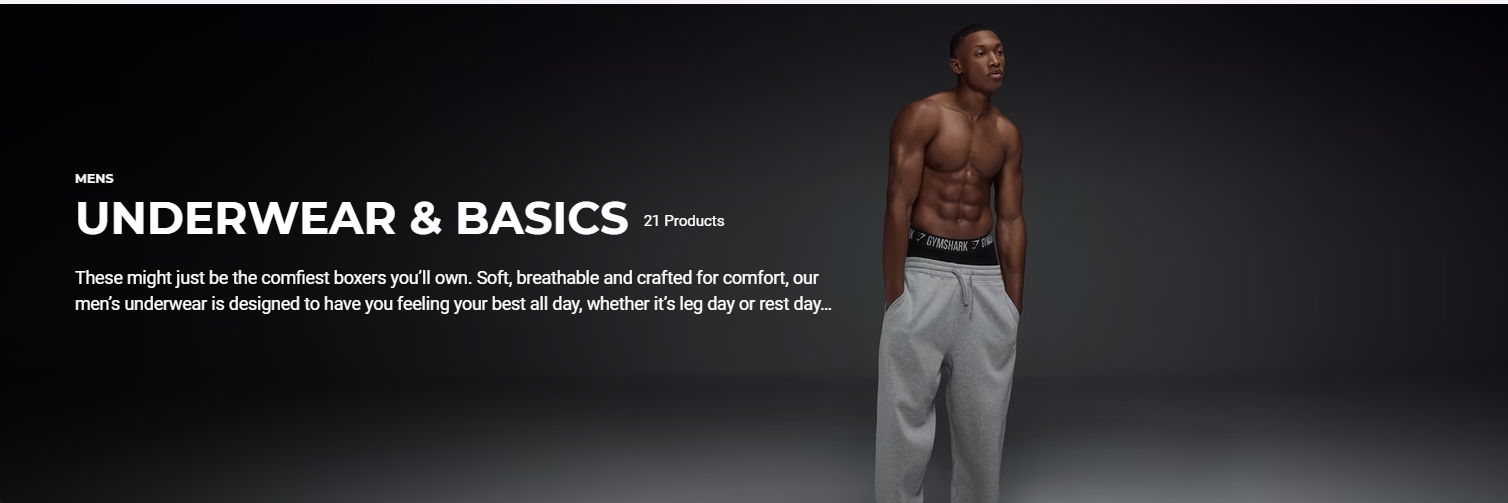 MENS
UNDERWEAR & BASICS 21 Products
These might just be the comfiest boxers you’ll own. Soft, breathable and crafted for comfort, our
men’s underwear is designed to have you feeling your best all day, whether it’s leg day or rest day...
GYMSHARK